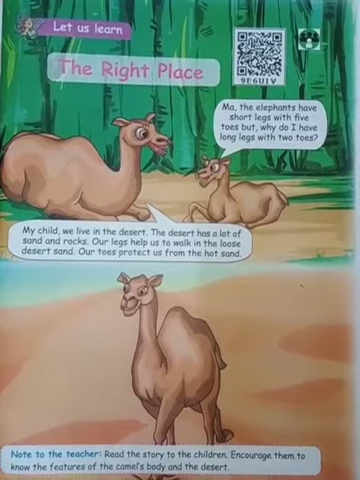 Let us learn
The Right Place
9E6U1V
Ma, the elephants have
short legs with five
toes but, why do I have
long legs with two toes?
My child, we live in the desert. The desert has a lot of
sand and rocks. Our legs help us to walk in the loose
desert sand. Our toes protect us from the hot sand.
Note to the teacher: Read the story to the children. Encourage them to
know the features of the camel's body and the desert.